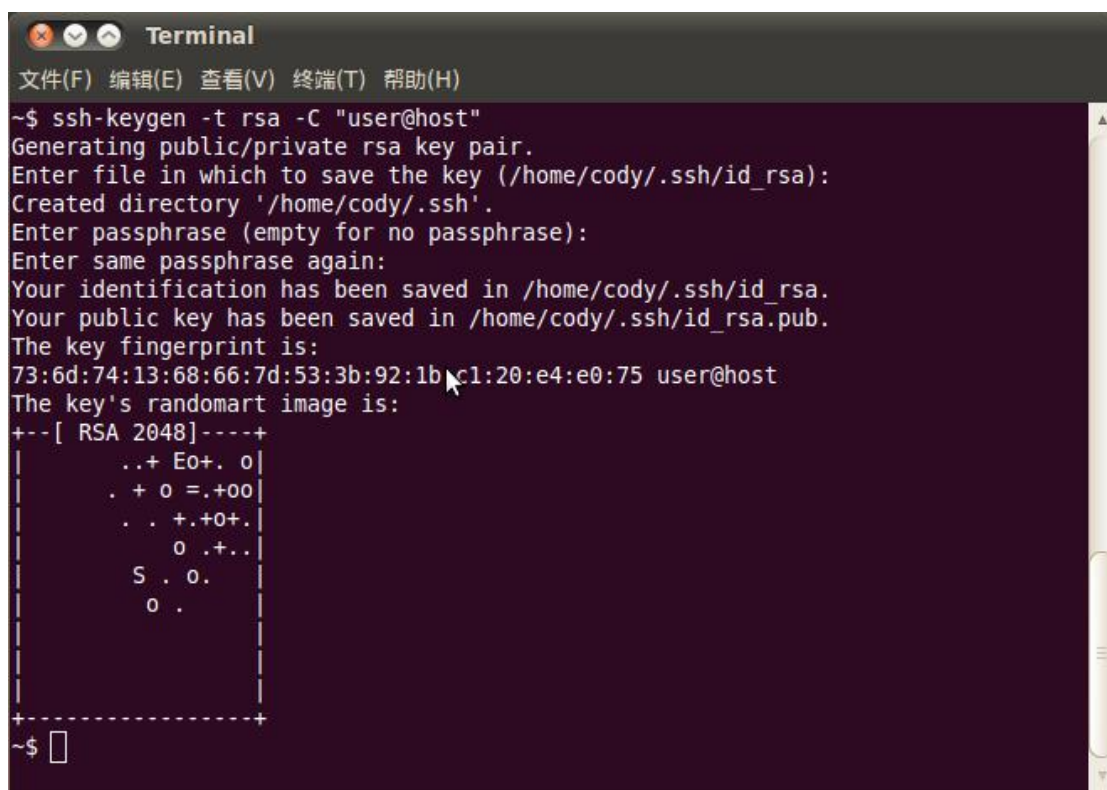 Terminal
文件(F) 编辑(E) 查看(V) 终端(T) 帮助(H)
~$ ssh-keygen -t rsa -C "user@host"
Generating public/private rsa key pair.
Enter file in which to save the key (/home/cody/.ssh/id_rsa):
Created directory '/home/cody/.ssh'.
Enter passphrase (empty for no passphrase):
Enter same passphrase again:
Your identification has been saved in /home/cody/.ssh/id_rsa.
Your public key has been saved in /home/cody/.ssh/id_rsa.pub.
The key fingerprint is:
73:6d:74:13:68:66:7d:53:3b:92:1b:c1:20:e4:e0:75 user@host
The key's randomart image is:
+--[ RSA 2048]----+
|       ..+ Eo+. o|
|      . + o =.+oo|
|       . . +.+o+.|
|           o .+..|
|        S . o.   |
|         o .     |
|                 |
|                 |
|                 |
+-----------------+
~$